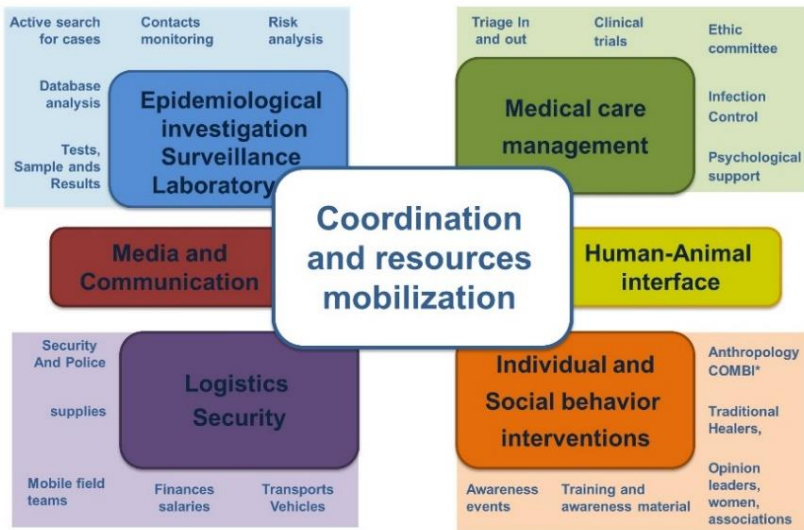 Active search
for cases
Contacts
monitoring
Risk
analysis
Database
analysis
Tests,
Sample ands
Results
Epidemiological
investigation
Surveillance
Laboratory
Triage In
and out
Clinical
trials
Ethic
committee
Infection
Control
Psychological
support
Medical care
management
Coordination
and resources
mobilization
Media and
Communication
Human-Animal
interface
Security
And Police
supplies
Mobile field
teams
Finances
salaries
Transports
Vehicles
Logistics
Security
Individual and
Social behavior
interventions
Anthropology
COMBI*
Traditional
Healers,
Opinion
leaders,
women,
associations
Awareness
events
Training and
awareness material